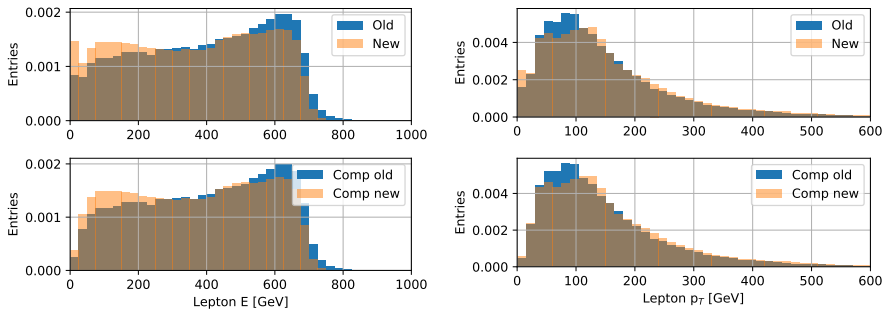 Entries
0.002
0.001
0.000
0 200 400 600 800 1000
Old
New
Entries
0.004
0.002
0.000
0 100 200 300 400 500 600
Old
New
Entries
0.002
0.001
0.000
0 200 400 600 800 1000
Lepton E [GeV]
Comp old
Comp new
Entries
0.004
0.002
0.000
0 100 200 300 400 500 600
Lepton p_T [GeV]
Comp old
Comp new